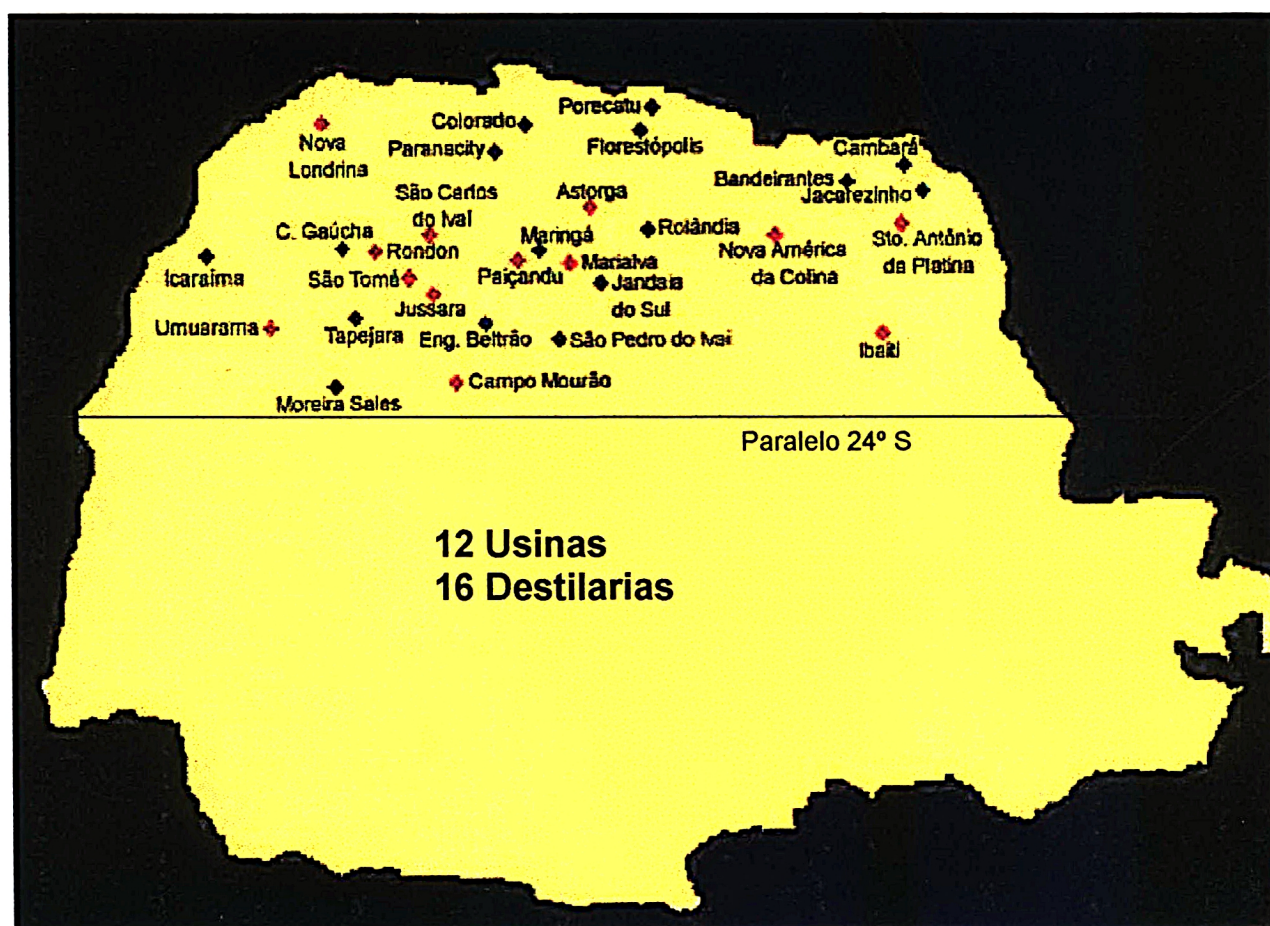 Porecatu
Colorado
Florestópolis
Nova
Londrina
Paranacity
Cambará
Bandeirantes
Jacarezinho
São Carlos
do Ivaí
Astorga
C. Gaúcha
Rondon
Maringá
Rolândia
Nova América
da Colina
Sto. Antônio
da Platina
Icaraíma
São Tomé
Paiçandu
Marialva
Jandaia
do Sul
Jussara
Umuarama
Tapejara
Eng. Beltrão
São Pedro do Ivaí
Ibaiti
Campo Mourão
Moreira Sales
Paralelo 24º S
12 Usinas
16 Destilarias